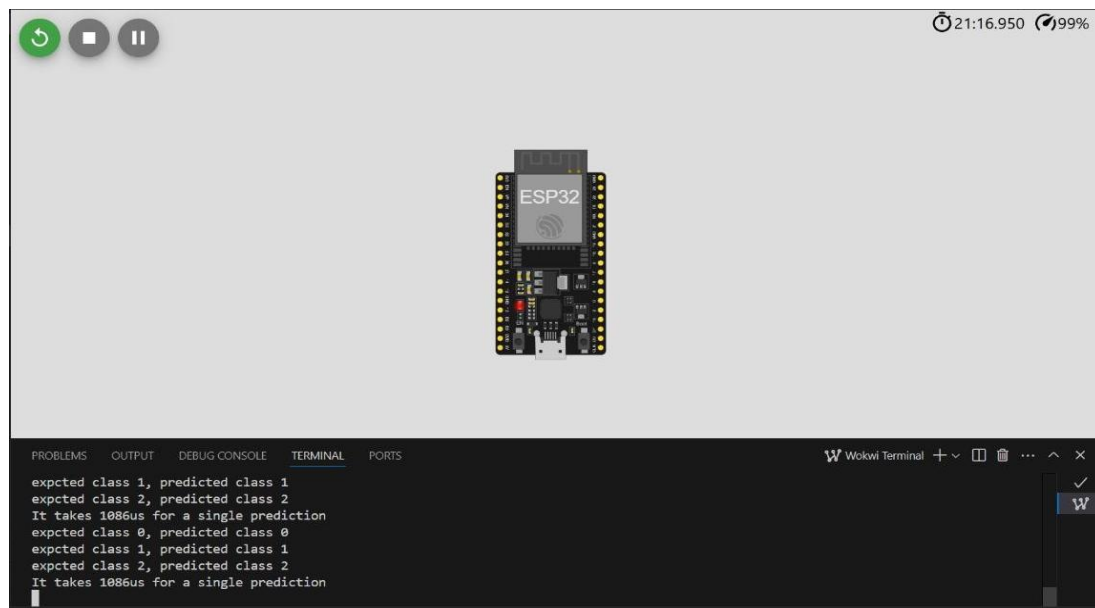 21:16.950 99%
ESP32
PROBLEMS OUTPUT DEBUG CONSOLE TERMINAL PORTS
Wokwi Terminal
expcted class 1, predicted class 1
expcted class 2, predicted class 2
It takes 1086us for a single prediction
expcted class 0, predicted class 0
expcted class 1, predicted class 1
expcted class 2, predicted class 2
It takes 1086us for a single prediction